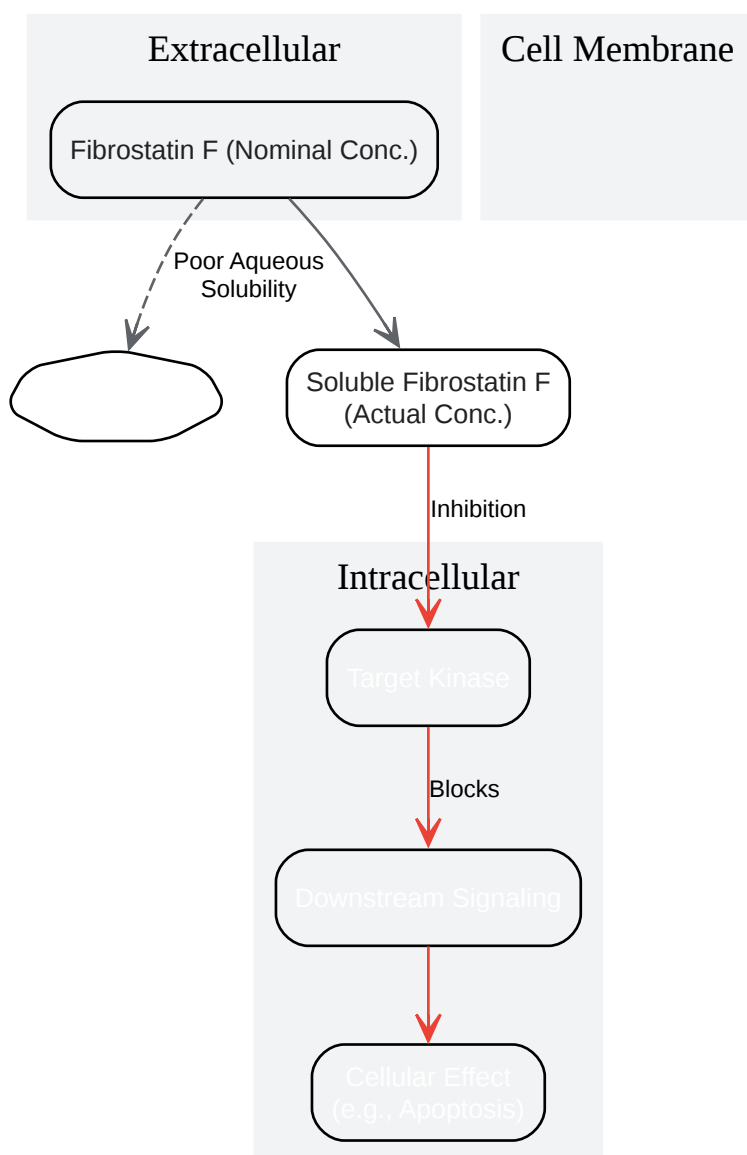 Extracellular
Cell Membrane
Fibrostatin F (Nominal Conc.)
Poor Aqueous
Solubility
Soluble Fibrostatin F
(Actual Conc.)
Inhibition
Intracellular
Target Kinase
Blocks
Downstream Signaling
Cellular Effect
(e.g., Apoptosis)